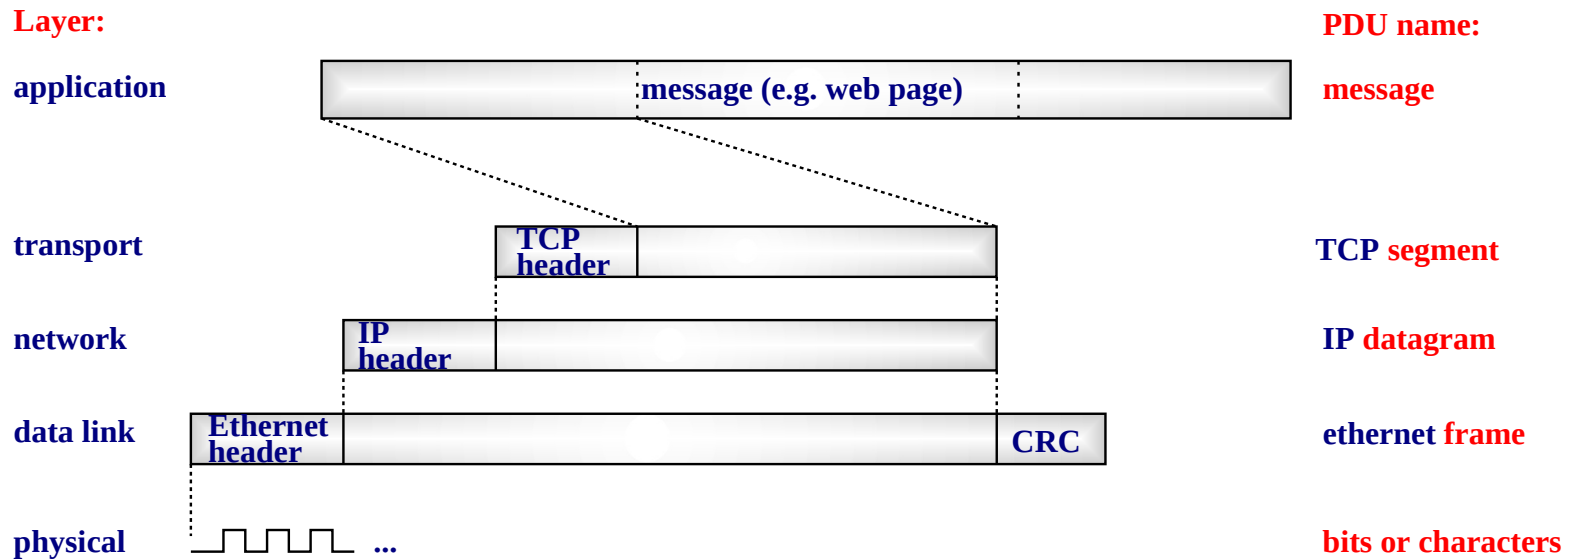 Layer:
PDU name:
application
message (e.g. web page)
message
transport
TCP
header
TCP segment
network
IP
header
IP datagram
data link
Ethernet
header
CRC
ethernet frame
physical
...
bits or characters